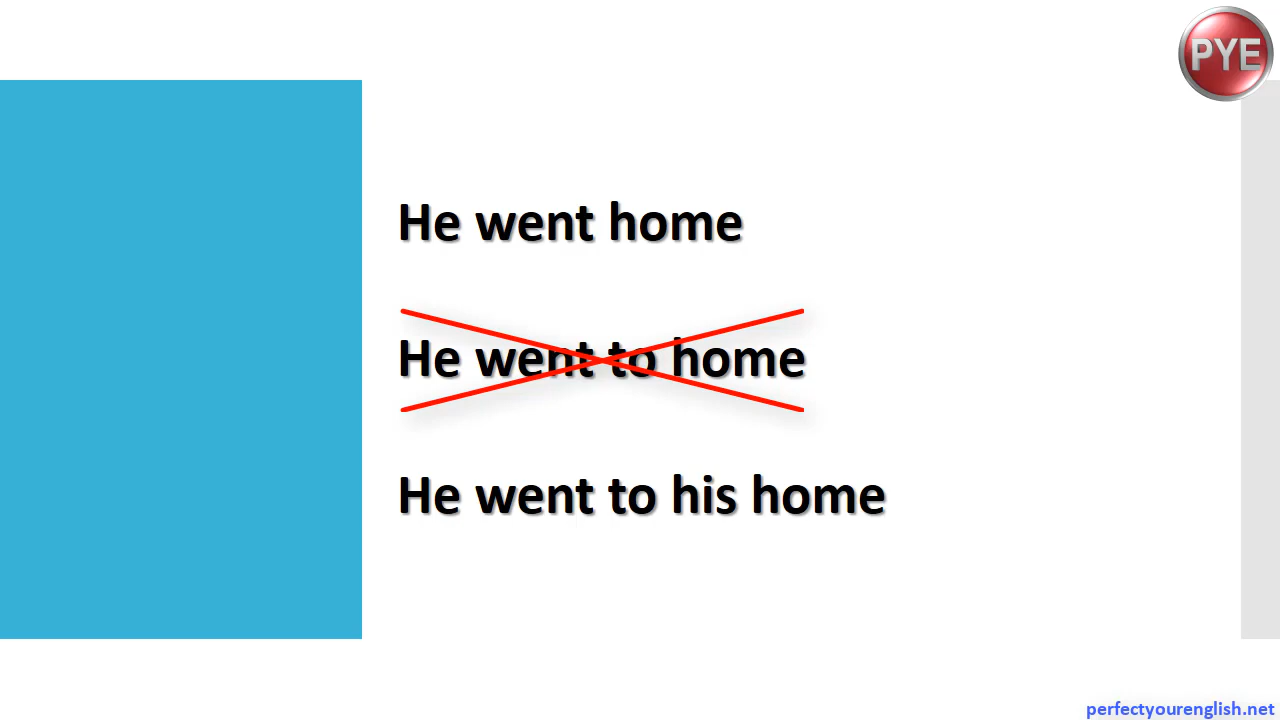 PYE
He went home
He went to home
He went to his home
perfectyourenglish.net